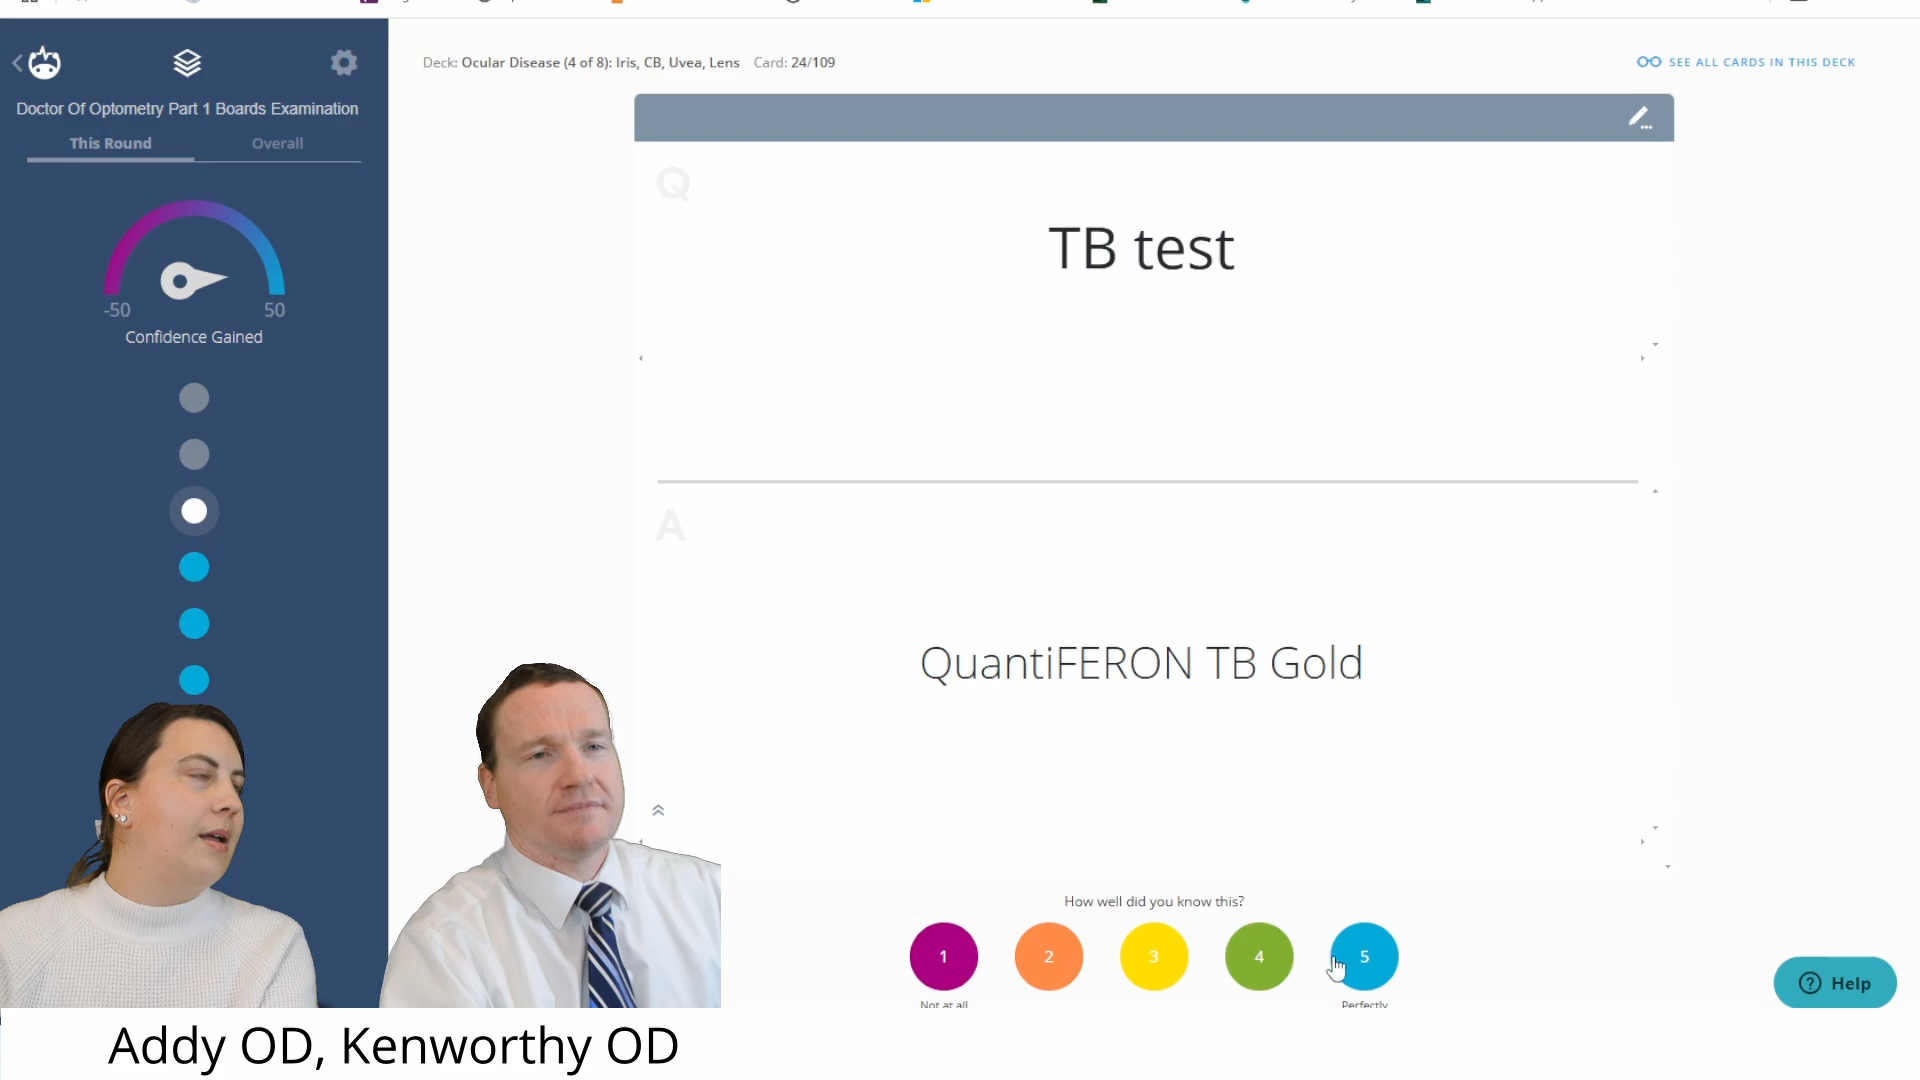 Deck: Ocular Disease (4 of 8): Iris, CB, Uvea, Lens Card: 24/109
SEE ALL CARDS IN THIS DECK
Doctor Of Optometry Part 1 Boards Examination
This Round Overall
-50 50
Confidence Gained
Q
TB test
A
QuantiFERON TB Gold
How well did you know this?
1 2 3 4 5
Not at all Perfectly
Help
Addy OD, Kenworthy OD